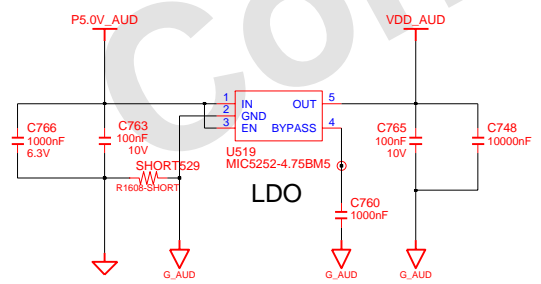 P5.0V_AUD
VDD_AUD
1 IN OUT 5
2 GND
3 EN BYPASS 4
C766
1000nF
6.3V
C763
100nF
10V
SHORT529
R1608-SHORT
U519
MIC5252-4.75BM5
LDO
C765
100nF
10V
C748
10000nF
C760
1000nF
G_AUD
G_AUD
G_AUD